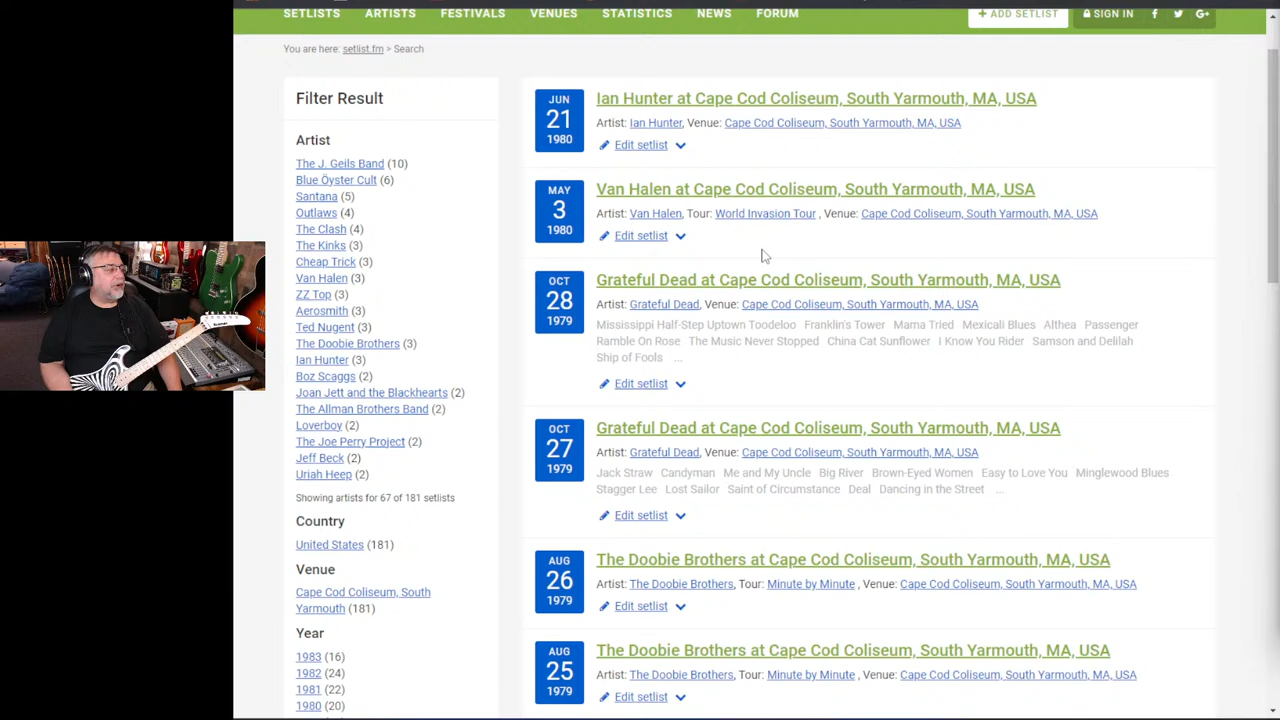 SETLISTS ARTISTS FESTIVALS VENUES STATISTICS NEWS FORUM + ADD SETLIST SIGN IN
You are here: setlist.fm > Search
Filter Result
Artist
The J. Geils Band (10)
Blue Öyster Cult (6)
Santana (5)
Outlaws (4)
The Clash (4)
The Kinks (3)
Cheap Trick (3)
Van Halen (3)
ZZ Top (3)
Aerosmith (3)
Ted Nugent (3)
The Doobie Brothers (3)
Ian Hunter (3)
Boz Scaggs (2)
Joan Jett and the Blackhearts (2)
The Allman Brothers Band (2)
Loverboy (2)
The Joe Perry Project (2)
Jeff Beck (2)
Uriah Heep (2)
Showing artists for 67 of 181 setlists
Country
United States (181)
Venue
Cape Cod Coliseum, South
Yarmouth (181)
Year
1983 (16)
1982 (24)
1981 (22)
1980 (20)
JUN
21
1980
Ian Hunter at Cape Cod Coliseum, South Yarmouth, MA, USA
Artist: Ian Hunter, Venue: Cape Cod Coliseum, South Yarmouth, MA, USA
Edit setlist
MAY
3
1980
Van Halen at Cape Cod Coliseum, South Yarmouth, MA, USA
Artist: Van Halen, Tour: World Invasion Tour , Venue: Cape Cod Coliseum, South Yarmouth, MA, USA
Edit setlist
OCT
28
1979
Grateful Dead at Cape Cod Coliseum, South Yarmouth, MA, USA
Artist: Grateful Dead, Venue: Cape Cod Coliseum, South Yarmouth, MA, USA
Mississippi Half-Step Uptown Toodeloo Franklin's Tower Mama Tried Mexicali Blues Althea Passenger
Ramble On Rose The Music Never Stopped China Cat Sunflower I Know You Rider Samson and Delilah
Ship of Fools ...
Edit setlist
OCT
27
1979
Grateful Dead at Cape Cod Coliseum, South Yarmouth, MA, USA
Artist: Grateful Dead, Venue: Cape Cod Coliseum, South Yarmouth, MA, USA
Jack Straw Candyman Me and My Uncle Big River Brown-Eyed Women Easy to Love You Minglewood Blues
Stagger Lee Lost Sailor Saint of Circumstance Deal Dancing in the Street ...
Edit setlist
AUG
26
1979
The Doobie Brothers at Cape Cod Coliseum, South Yarmouth, MA, USA
Artist: The Doobie Brothers, Tour: Minute by Minute , Venue: Cape Cod Coliseum, South Yarmouth, MA, USA
Edit setlist
AUG
25
1979
The Doobie Brothers at Cape Cod Coliseum, South Yarmouth, MA, USA
Artist: The Doobie Brothers, Tour: Minute by Minute , Venue: Cape Cod Coliseum, South Yarmouth, MA, USA
Edit setlist